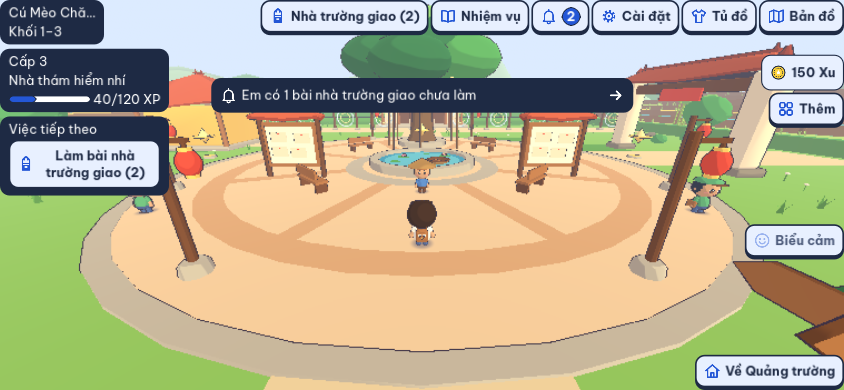 Cú Mèo Chă...
Khối 1–3
Nhà trường giao (2)
Nhiệm vụ
2
Cài đặt
Tủ đồ
Bản đồ
Cấp 3
Nhà thám hiểm nhí
40/120 XP
Em có 1 bài nhà trường giao chưa làm
150 Xu
Thêm
Việc tiếp theo
Làm bài nhà
trường giao (2)
Biểu cảm
Về Quảng trường